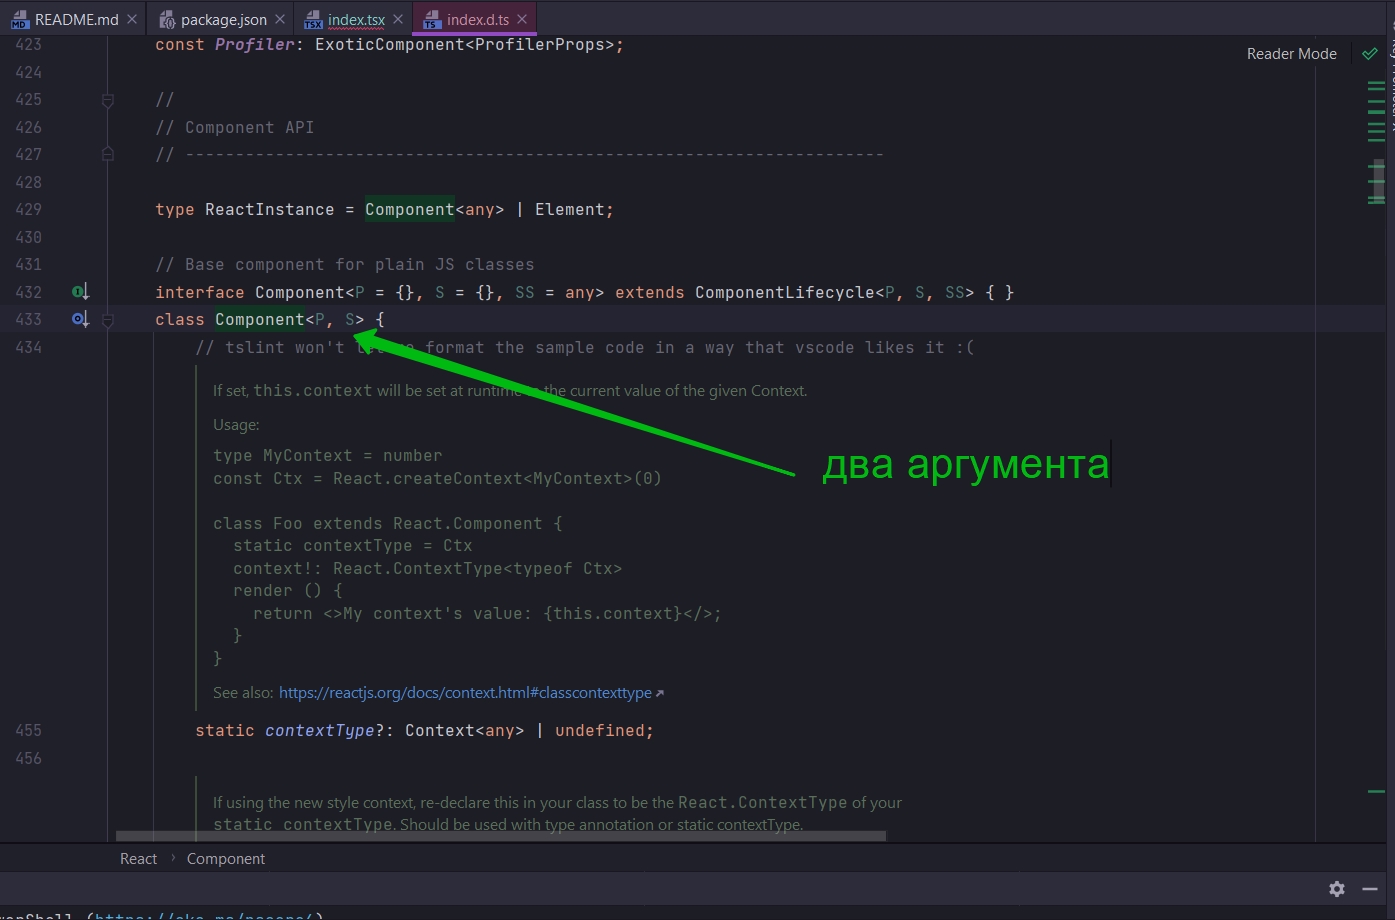 README.md
package.json
index.tsx
index.d.ts
423 const Profiler: ExoticComponent<ProfilerProps>;
Reader Mode
424
425 //
426 // Component API
427 // ----------------------------------------------------------------------
428
429 type ReactInstance = Component<any> | Element;
430
431 // Base component for plain JS classes
432 interface Component<P = {}, S = {}, SS = any> extends ComponentLifecycle<P, S, SS> { }
433 class Component<P, S> {
434 // tslint won't format the sample code in a way that vscode likes it :(
If set, this.context will be set at runtime the current value of the given Context.
Usage:
type MyContext = number
const Ctx = React.createContext<MyContext>(0)
два аргумента
class Foo extends React.Component {
static contextType = Ctx
context!: React.ContextType<typeof Ctx>
render () {
return <>My context's value: {this.context}</>;
}
}
See also: https://reactjs.org/docs/context.html#classcontexttype
455 static contextType?: Context<any> | undefined;
456
If using the new style context, re-declare this in your class to be the React.ContextType of your
static contextType. Should be used with type annotation or static contextType.
React › Component